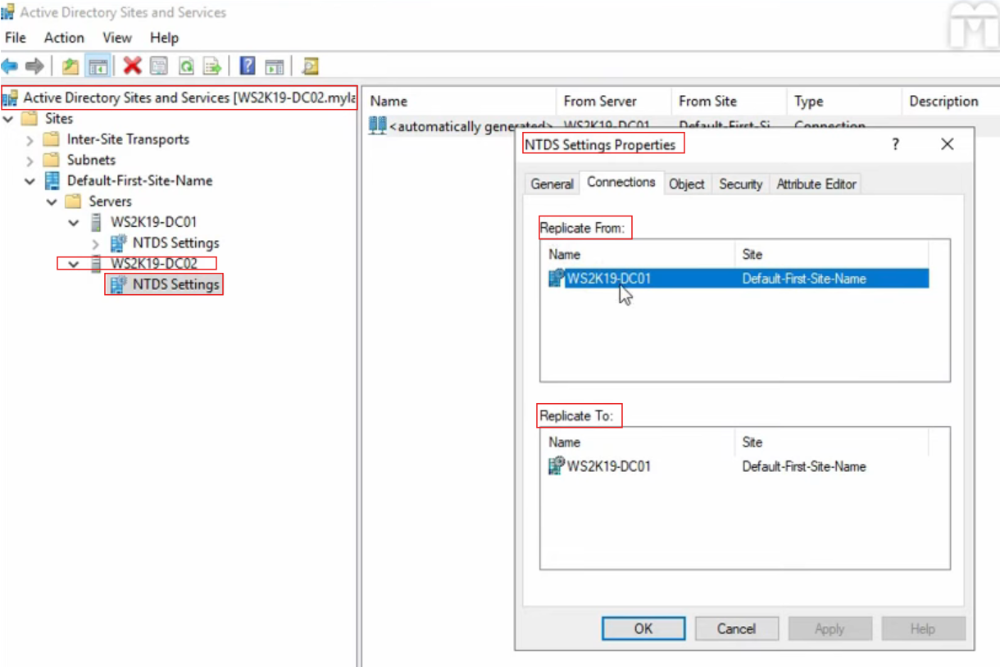 Active Directory Sites and Services
File Action View Help
Active Directory Sites and Services [WS2K19-DC02.myla
Sites
Inter-Site Transports
Subnets
Default-First-Site-Name
Servers
WS2K19-DC01
NTDS Settings
WS2K19-DC02
NTDS Settings
Name From Server From Site Type Description
<automatically generated> WS2K19-DC01 Default-First-Si... Connection
NTDS Settings Properties ?
General Connections Object Security Attribute Editor
Replicate From:
Name Site
WS2K19-DC01 Default-First-Site-Name
Replicate To:
Name Site
WS2K19-DC01 Default-First-Site-Name
OK Cancel Apply Help